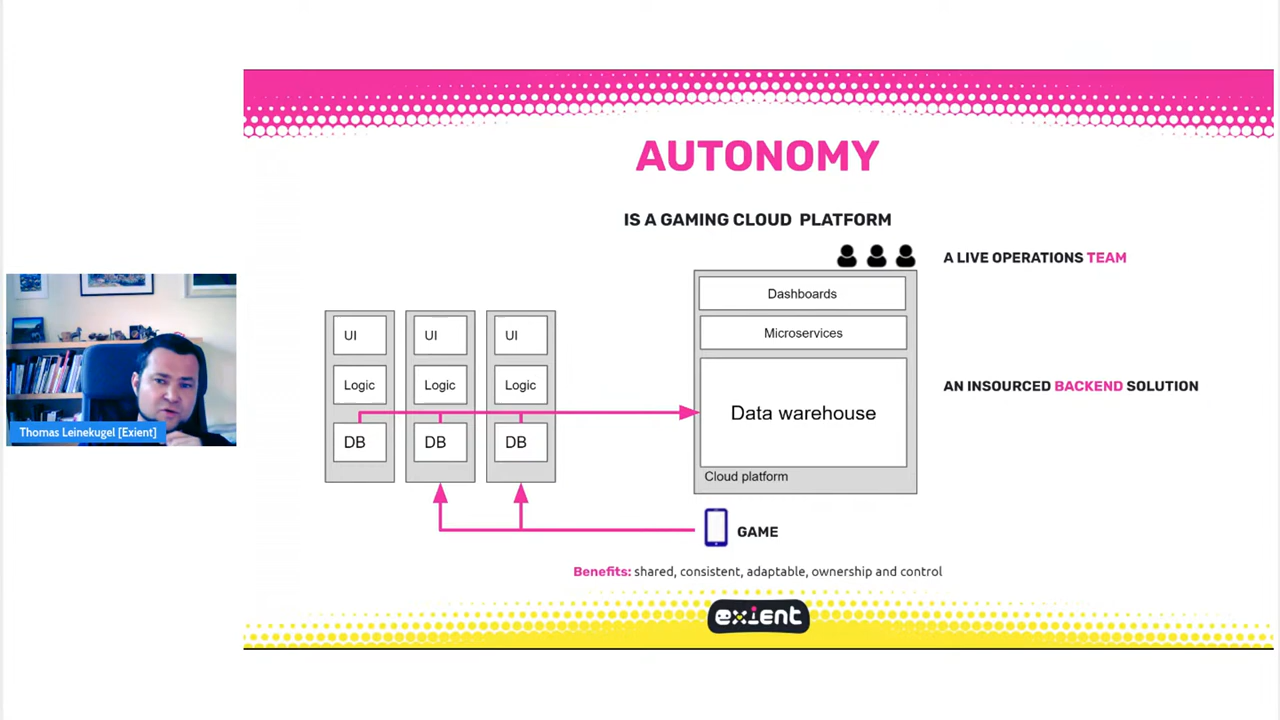 AUTONOMY
IS A GAMING CLOUD PLATFORM
A LIVE OPERATIONS TEAM
Dashboards
Microservices
Data warehouse
Cloud platform
AN INSOURCED BACKEND SOLUTION
UI
UI
UI
Logic
Logic
Logic
DB
DB
DB
Thomas Leinekugel [Exient]
GAME
Benefits: shared, consistent, adaptable, ownership and control
exient